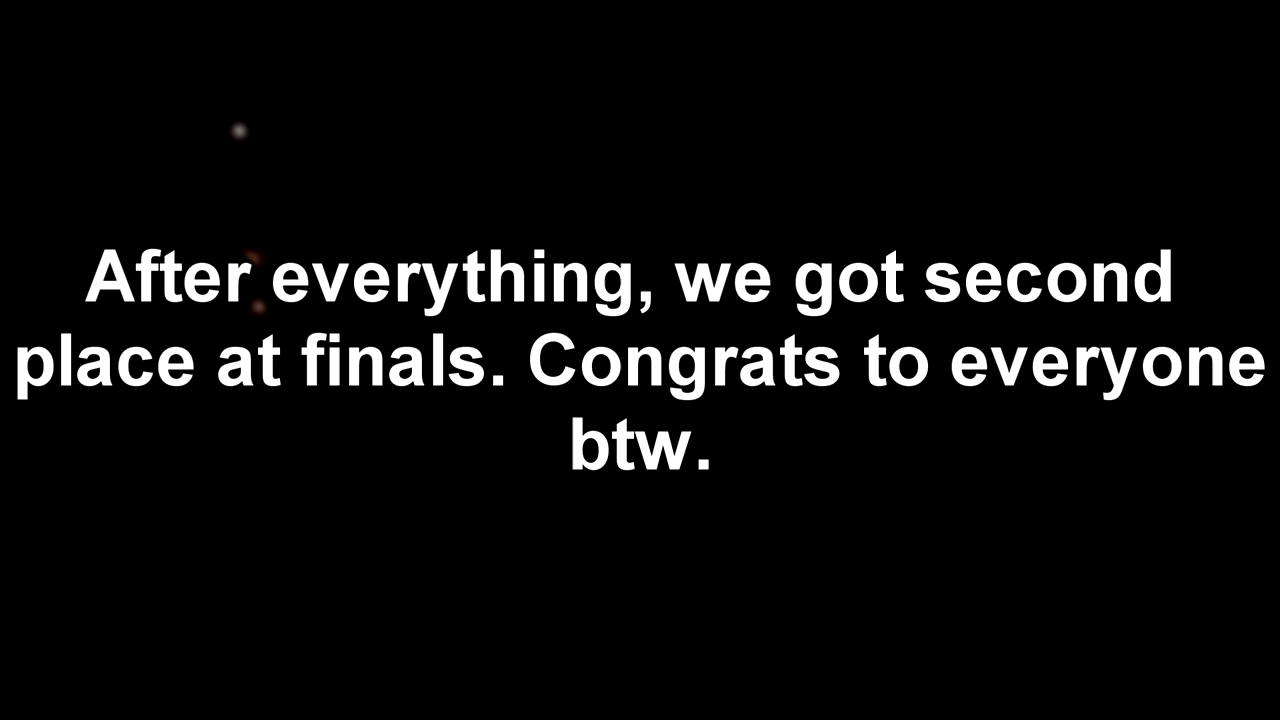 After everything, we got second
place at finals. Congrats to everyone
btw.